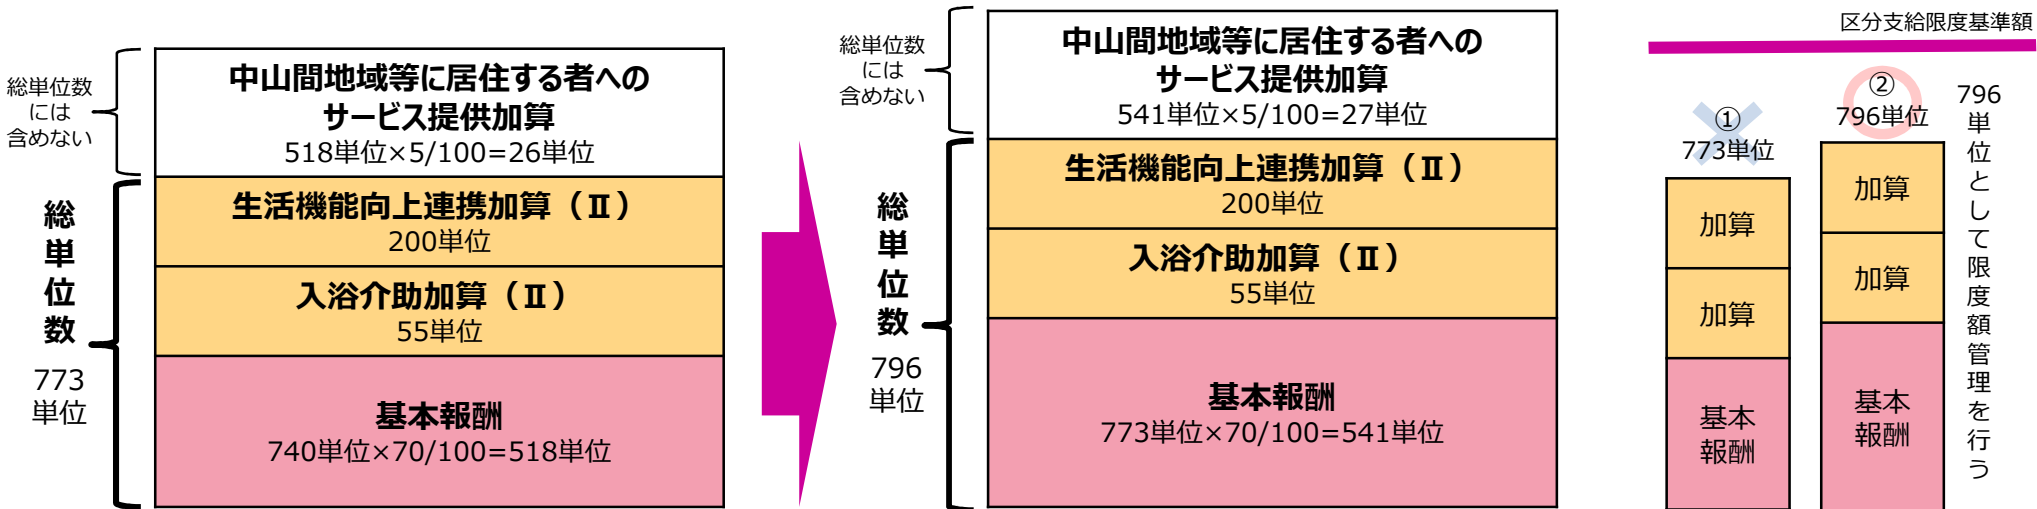 総単位数
には
含めない
中山間地域等に居住する者への
サービス提供加算
518単位×5/100=26単位
生活機能向上連携加算（Ⅱ）
200単位
入浴介助加算（Ⅱ）
55単位
基本報酬
740単位×70/100=518単位
総単位数
773
単位
総単位数
には
含めない
中山間地域等に居住する者への
サービス提供加算
541単位×5/100=27単位
生活機能向上連携加算（Ⅱ）
200単位
入浴介助加算（Ⅱ）
55単位
基本報酬
773単位×70/100=541単位
総単位数
796
単位
区分支給限度基準額
①
773単位
加算
加算
基本
報酬
②
796単位
加算
加算
基本
報酬
796単位として限度額管理を行う